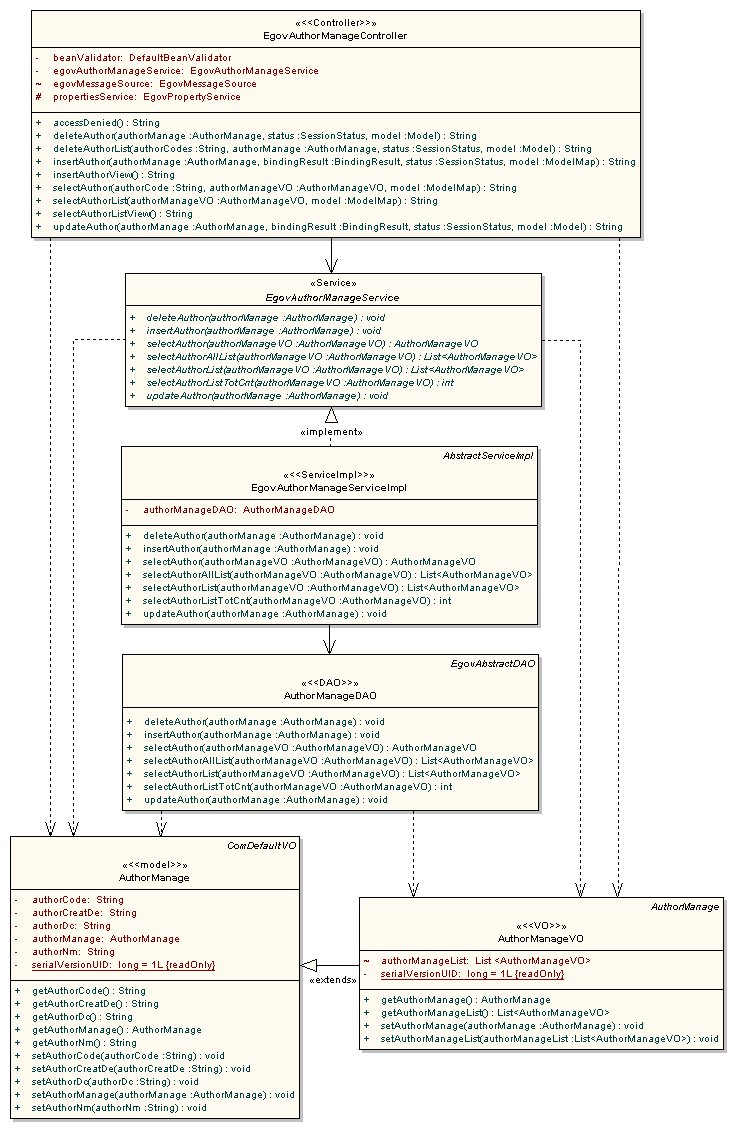 «<<Controller>>»
EgovAuthorManageController
- beanValidator: DefaultBeanValidator
- egovAuthorManageService: EgovAuthorManageService
~ egovMessageSource: EgovMessageSource
# propertiesService: EgovPropertyService
+ accessDenied() : String
+ deleteAuthor(authorManage :AuthorManage, status :SessionStatus, model :Model) : String
+ deleteAuthorList(authorCodes :String, authorManage :AuthorManage, status :SessionStatus, model :Model) : String
+ insertAuthor(authorManage :AuthorManage, bindingResult :BindingResult, status :SessionStatus, model :ModelMap) : String
+ insertAuthorView() : String
+ selectAuthor(authorCode :String, authorManageVO :AuthorManageVO, model :ModelMap) : String
+ selectAuthorList(authorManageVO :AuthorManageVO, model :ModelMap) : String
+ selectAuthorListView() : String
+ updateAuthor(authorManage :AuthorManage, bindingResult :BindingResult, status :SessionStatus, model :Model) : String
«Service»
EgovAuthorManageService
+ deleteAuthor(authorManage :AuthorManage) : void
+ insertAuthor(authorManage :AuthorManage) : void
+ selectAuthor(authorManageVO :AuthorManageVO) : AuthorManageVO
+ selectAuthorAllList(authorManageVO :AuthorManageVO) : List<AuthorManageVO>
+ selectAuthorList(authorManageVO :AuthorManageVO) : List<AuthorManageVO>
+ selectAuthorListTotCnt(authorManageVO :AuthorManageVO) : int
+ updateAuthor(authorManage :AuthorManage) : void
«implement»
AbstractServiceImpl
«<<ServiceImpl>>»
EgovAuthorManageServiceImpl
- authorManageDAO: AuthorManageDAO
+ deleteAuthor(authorManage :AuthorManage) : void
+ insertAuthor(authorManage :AuthorManage) : void
+ selectAuthor(authorManageVO :AuthorManageVO) : AuthorManageVO
+ selectAuthorAllList(authorManageVO :AuthorManageVO) : List<AuthorManageVO>
+ selectAuthorList(authorManageVO :AuthorManageVO) : List<AuthorManageVO>
+ selectAuthorListTotCnt(authorManageVO :AuthorManageVO) : int
+ updateAuthor(authorManage :AuthorManage) : void
EgovAbstractDAO
«<<DAO>>»
AuthorManageDAO
+ deleteAuthor(authorManage :AuthorManage) : void
+ insertAuthor(authorManage :AuthorManage) : void
+ selectAuthor(authorManageVO :AuthorManageVO) : AuthorManageVO
+ selectAuthorAllList(authorManageVO :AuthorManageVO) : List<AuthorManageVO>
+ selectAuthorList(authorManageVO :AuthorManageVO) : List<AuthorManageVO>
+ selectAuthorListTotCnt(authorManageVO :AuthorManageVO) : int
+ updateAuthor(authorManage :AuthorManage) : void
ComDefaultVO
«<<model>>»
AuthorManage
- authorCode: String
- authorCreatDe: String
- authorDc: String
- authorManage: AuthorManage
- authorNm: String
- serialVersionUID: long = 1L {readOnly}
+ getAuthorCode() : String
+ getAuthorCreatDe() : String
+ getAuthorDc() : String
+ getAuthorManage() : AuthorManage
+ getAuthorNm() : String
+ setAuthorCode(authorCode :String) : void
+ setAuthorCreatDe(authorCreatDe :String) : void
+ setAuthorDc(authorDc :String) : void
+ setAuthorManage(authorManage :AuthorManage) : void
+ setAuthorNm(authorNm :String) : void
«extends»
AuthorManage
«<<VO>>»
AuthorManageVO
~ authorManageList: List <AuthorManageVO>
- serialVersionUID: long = 1L {readOnly}
+ getAuthorManage() : AuthorManage
+ getAuthorManageList() : List<AuthorManageVO>
+ setAuthorManage(authorManage :AuthorManage) : void
+ setAuthorManageList(authorManageList :List<AuthorManageVO>) : void